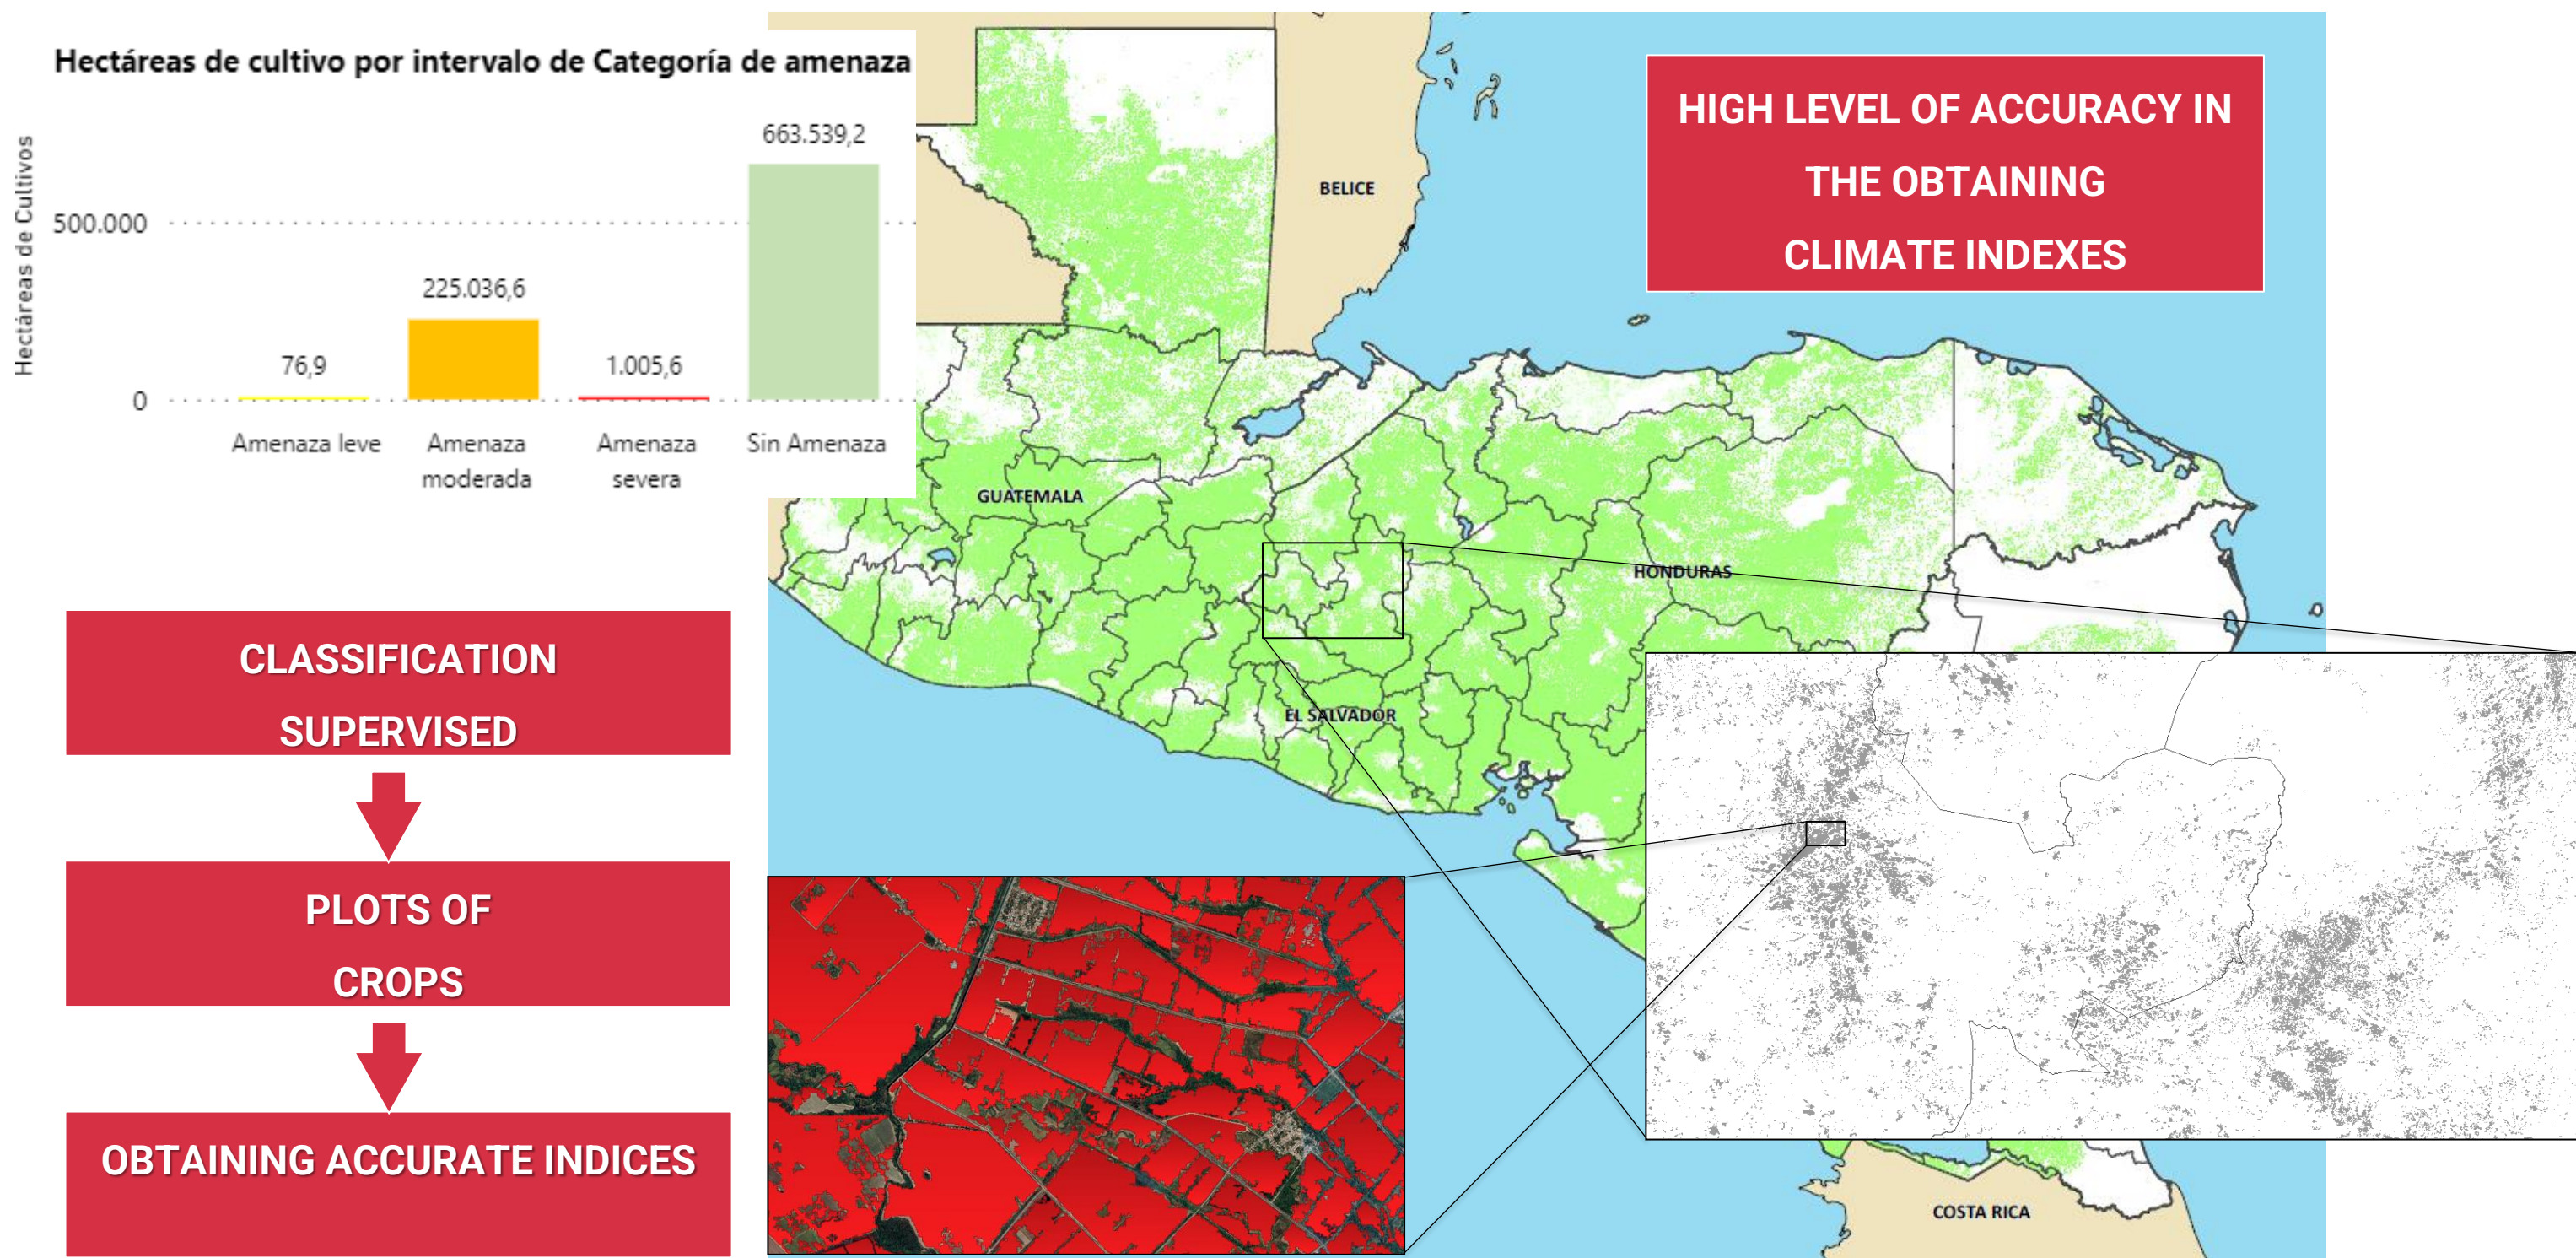 Hectáreas de cultivo por intervalo de Categoría de amenaza
Hectáreas de Cultivos
500.000
0
76,9
225.036,6
1.005,6
663.539,2
Amenaza leve
Amenaza
moderada
Amenaza
severa
Sin Amenaza
HIGH LEVEL OF ACCURACY IN
THE OBTAINING
CLIMATE INDEXES
BELICE
GUATEMALA
HONDURAS
EL SALVADOR
COSTA RICA
CLASSIFICATION
SUPERVISED
PLOTS OF
CROPS
OBTAINING ACCURATE INDICES